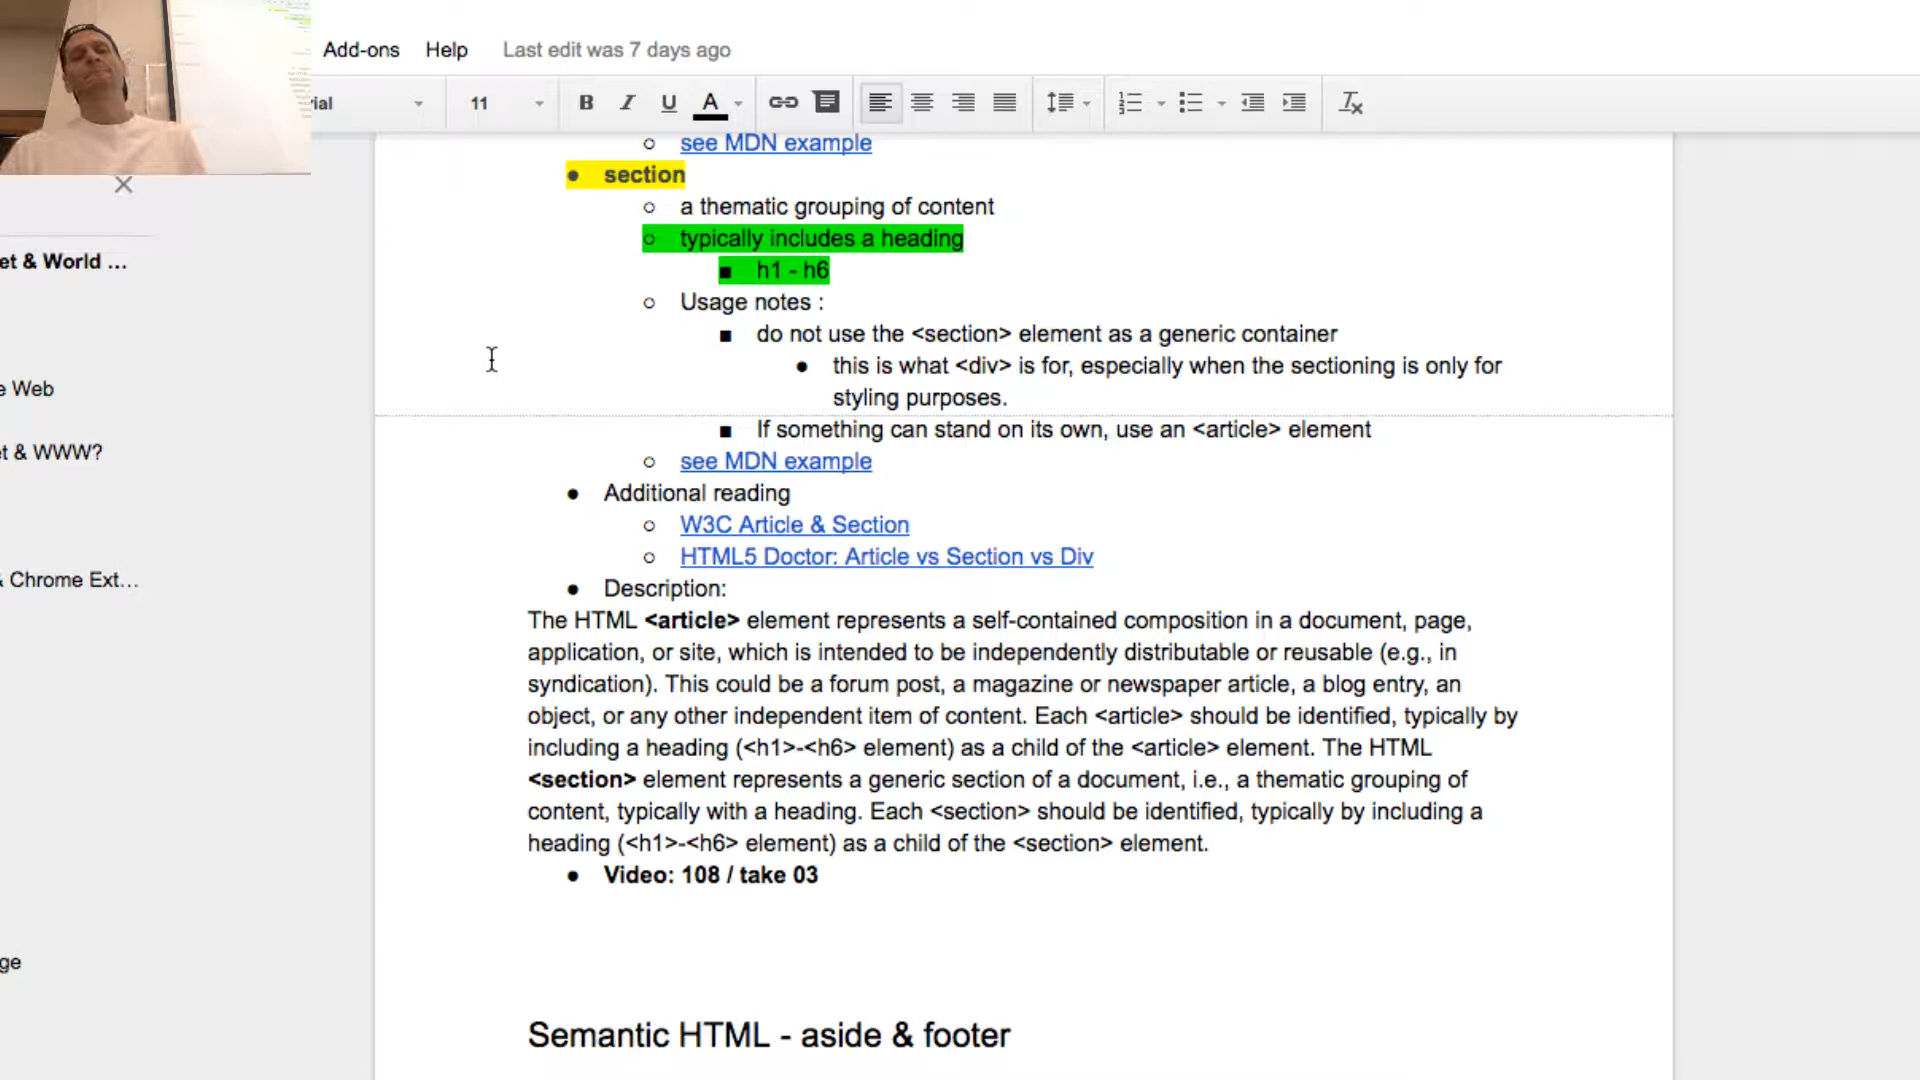 Add-ons Help Last edit was 7 days ago
ial 11 B I U A
see MDN example
section
a thematic grouping of content
typically includes a heading
et & World ...
h1 - h6
Usage notes :
do not use the <section> element as a generic container
this is what <div> is for, especially when the sectioning is only for
e Web
styling purposes.
If something can stand on its own, use an <article> element
t & WWW?
see MDN example
Additional reading
W3C Article & Section
HTML5 Doctor: Article vs Section vs Div
& Chrome Ext...
Description:
The HTML <article> element represents a self-contained composition in a document, page,
application, or site, which is intended to be independently distributable or reusable (e.g., in
syndication). This could be a forum post, a magazine or newspaper article, a blog entry, an
object, or any other independent item of content. Each <article> should be identified, typically by
including a heading (<h1>-<h6> element) as a child of the <article> element. The HTML
<section> element represents a generic section of a document, i.e., a thematic grouping of
content, typically with a heading. Each <section> should be identified, typically by including a
heading (<h1>-<h6> element) as a child of the <section> element.
Video: 108 / take 03
ge
Semantic HTML - aside & footer